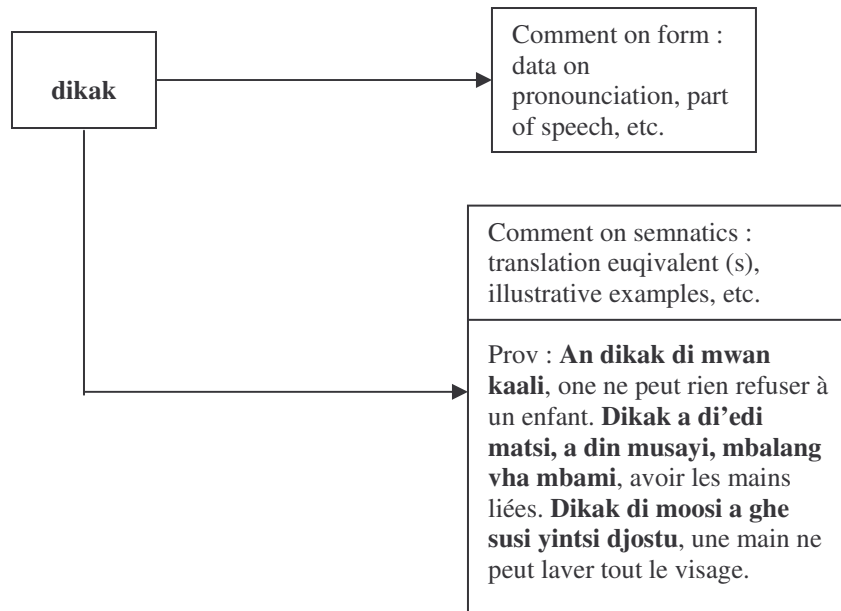 dikak
Comment on form :
data on
pronounciation, part
of speech, etc.
Comment on semnatics :
translation euqivalent (s),
illustrative examples, etc.
Prov : An dikak di mwan
kaali, one ne peut rien refuser à
un enfant. Dikak a di’edi
matsi, a din musayi, mbalang
vha mbami, avoir les mains
liées. Dikak di moosi a ghe
susi yintsi djostu, une main ne
peut laver tout le visage.